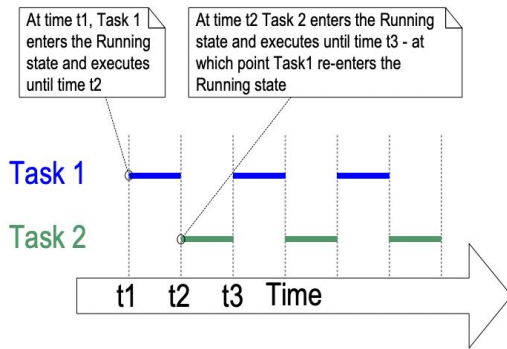 At time t1, Task 1
enters the Running
state and executes
until time t2
At time t2 Task 2 enters the Running
state and executes until time t3 - at
which point Task1 re-enters the
Running state
Task 1
Task 2
t1 t2 t3 Time